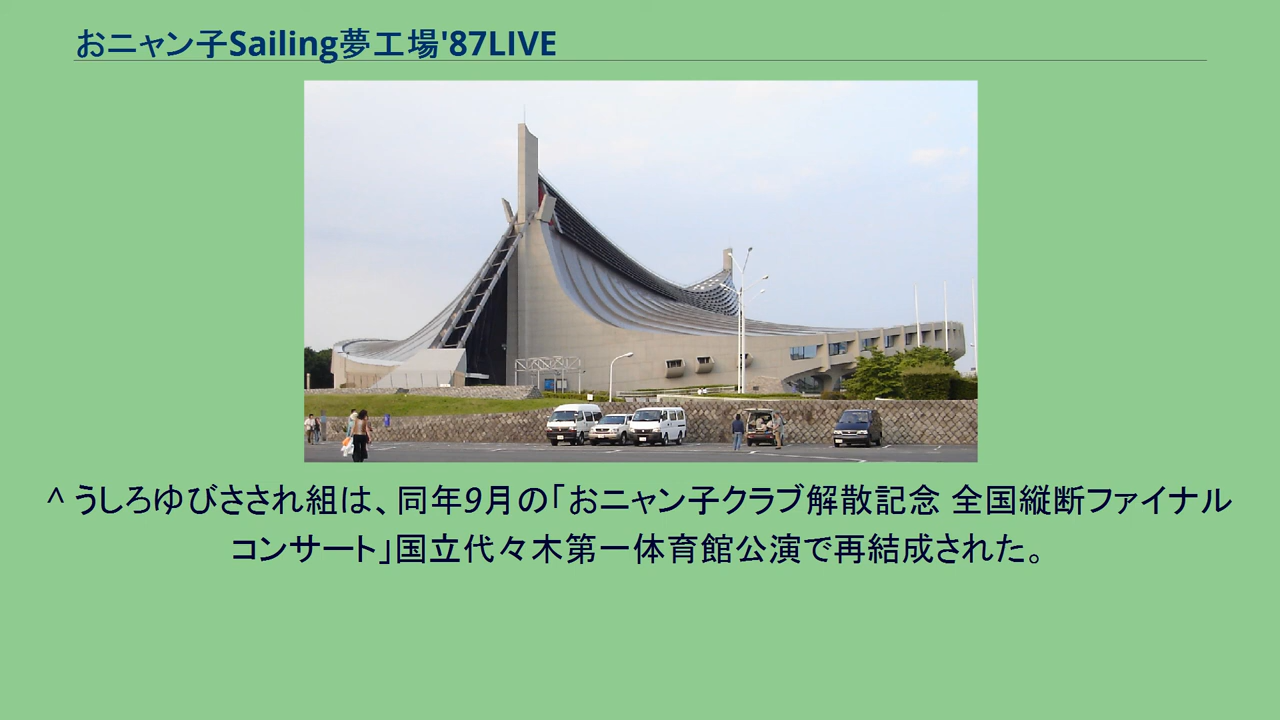 おニャン子Sailing夢工場'87LIVE
^ うしろゆびさされ組は、同年9月の「おニャン子クラブ解散記念 全国縦断ファイナル
コンサート」国立代々木第一体育館公演で再結成された。